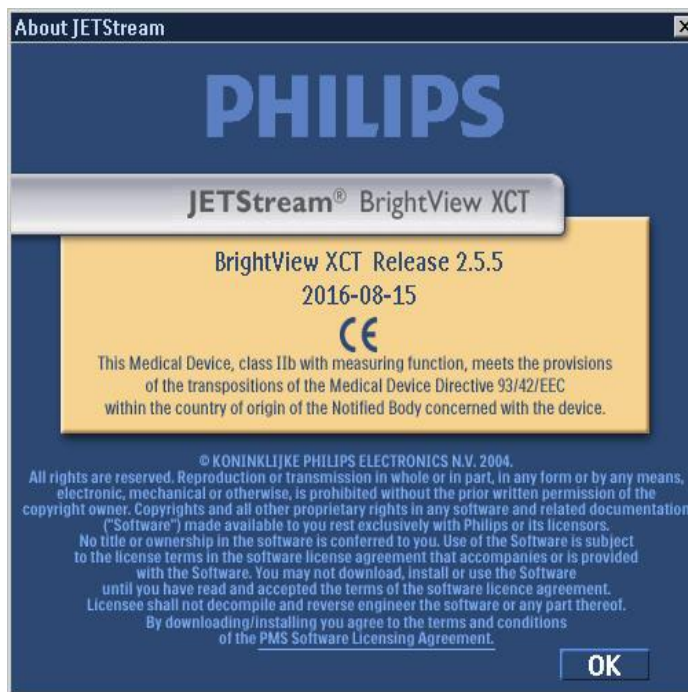 About JETStream
PHILIPS
JETStream® BrightView XCT
BrightView XCT Release 2.5.5
2016-08-15
CE
This Medical Device, class IIb with measuring function, meets the provisions
of the transpositions of the Medical Device Directive 93/42/EEC
within the country of origin of the Notified Body concerned with the device.
© KONINKLIJKE PHILIPS ELECTRONICS N.V. 2004.
All rights are reserved. Reproduction or transmission in whole or in part, in any form or by any means,
electronic, mechanical or otherwise, is prohibited without the prior written permission of the
copyright owner. Copyrights and all other proprietary rights in any software and related documentation
("Software") made available to you rest exclusively with Philips or its licensors.
No title or ownership in the software is conferred to you. Use of the Software is subject
to the license terms in the software license agreement that accompanies or is provided
with the Software. You may not download, install or use the Software
until you have read and accepted the terms of the software licence agreement.
Licensee shall not decompile and reverse engineer the software or any part thereof.
By downloading/installing you agree to the terms and conditions
of the PMS Software Licensing Agreement.
OK